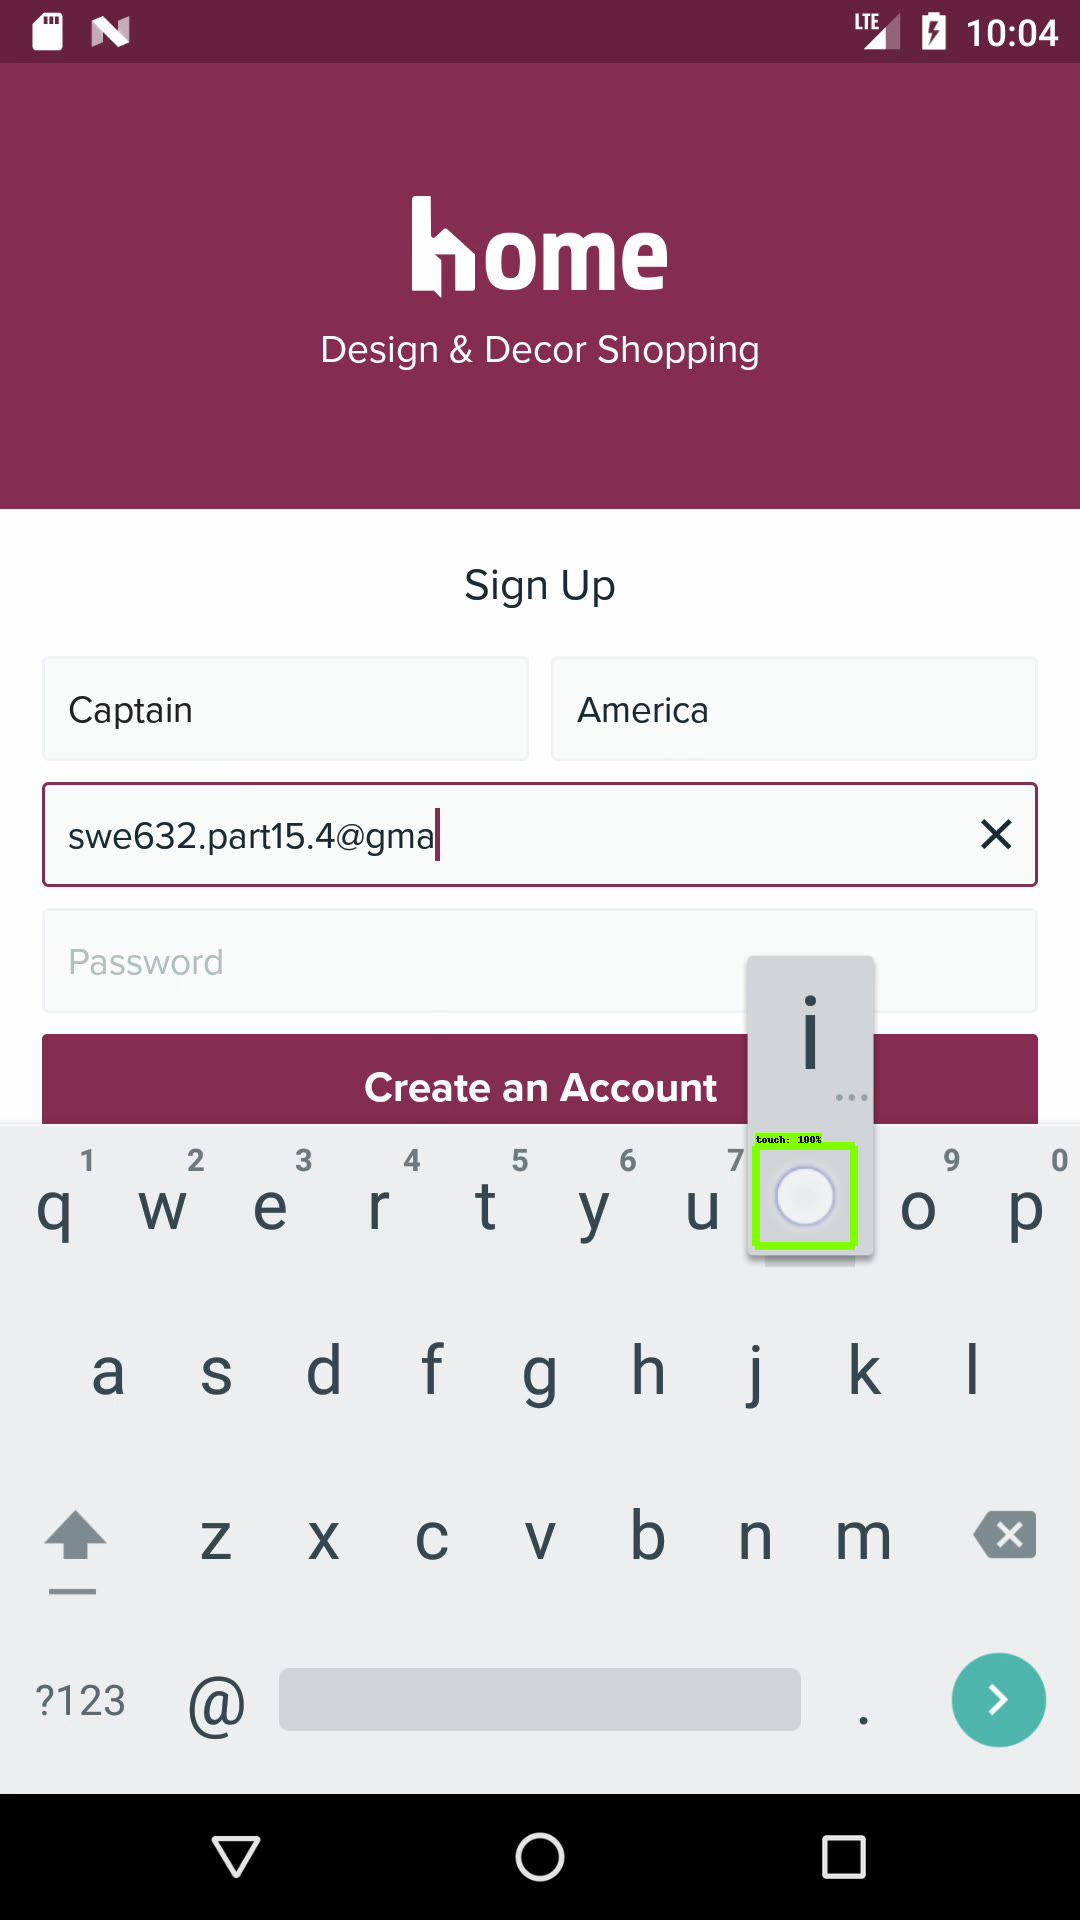 LTE 10:04
home
Design & Decor Shopping
Sign Up
Captain America
swe632.part15.4@gma
Password
i
...
Create an Account
touch: 100%
1 2 3 4 5 6 7 9 0
q w e r t y u o p
a s d f g h j k l
z x c v b n m
?123 @ .